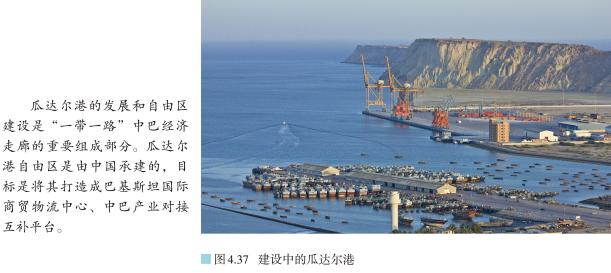 瓜达尔港的发展和自由区
建设是“一带一路”中巴经济
走廊的重要组成部分。瓜达尔
港自由区是由中国承建的，目
标是将其打造成巴基斯坦国际
商贸物流中心、中巴产业对接
互补平台。
图4.37 建设中的瓜达尔港